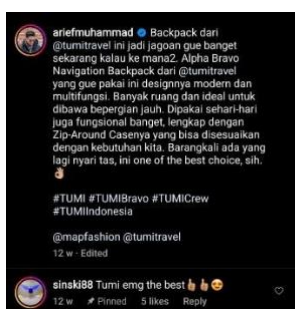 ariefmuhammad Backpack dari
@tumitravel ini jadi jagoan gue banget
sekarang kalau ke mana2. Alpha Bravo
Navigation Backpack dari @tumitravel
yang gue pakai ini designnya modern dan
multifungsi. Banyak ruang dan ideal untuk
dibawa bepergian jauh. Dipakai sehari-hari
juga fungsional banget, lengkap dengan
Zip-Around Casenya yang bisa disesuaikan
dengan kebutuhan kita. Barangkali ada yang
lagi nyari tas, ini one of the best choice, sih.
👌
#TUMI #TUMIBravo #TUMICrew
#TUMIIndonesia
@mapfashion @tumitravel
12 w · Edited
sinski88 Tumi emg the best👍👍😍
12 w Pinned 5 likes Reply